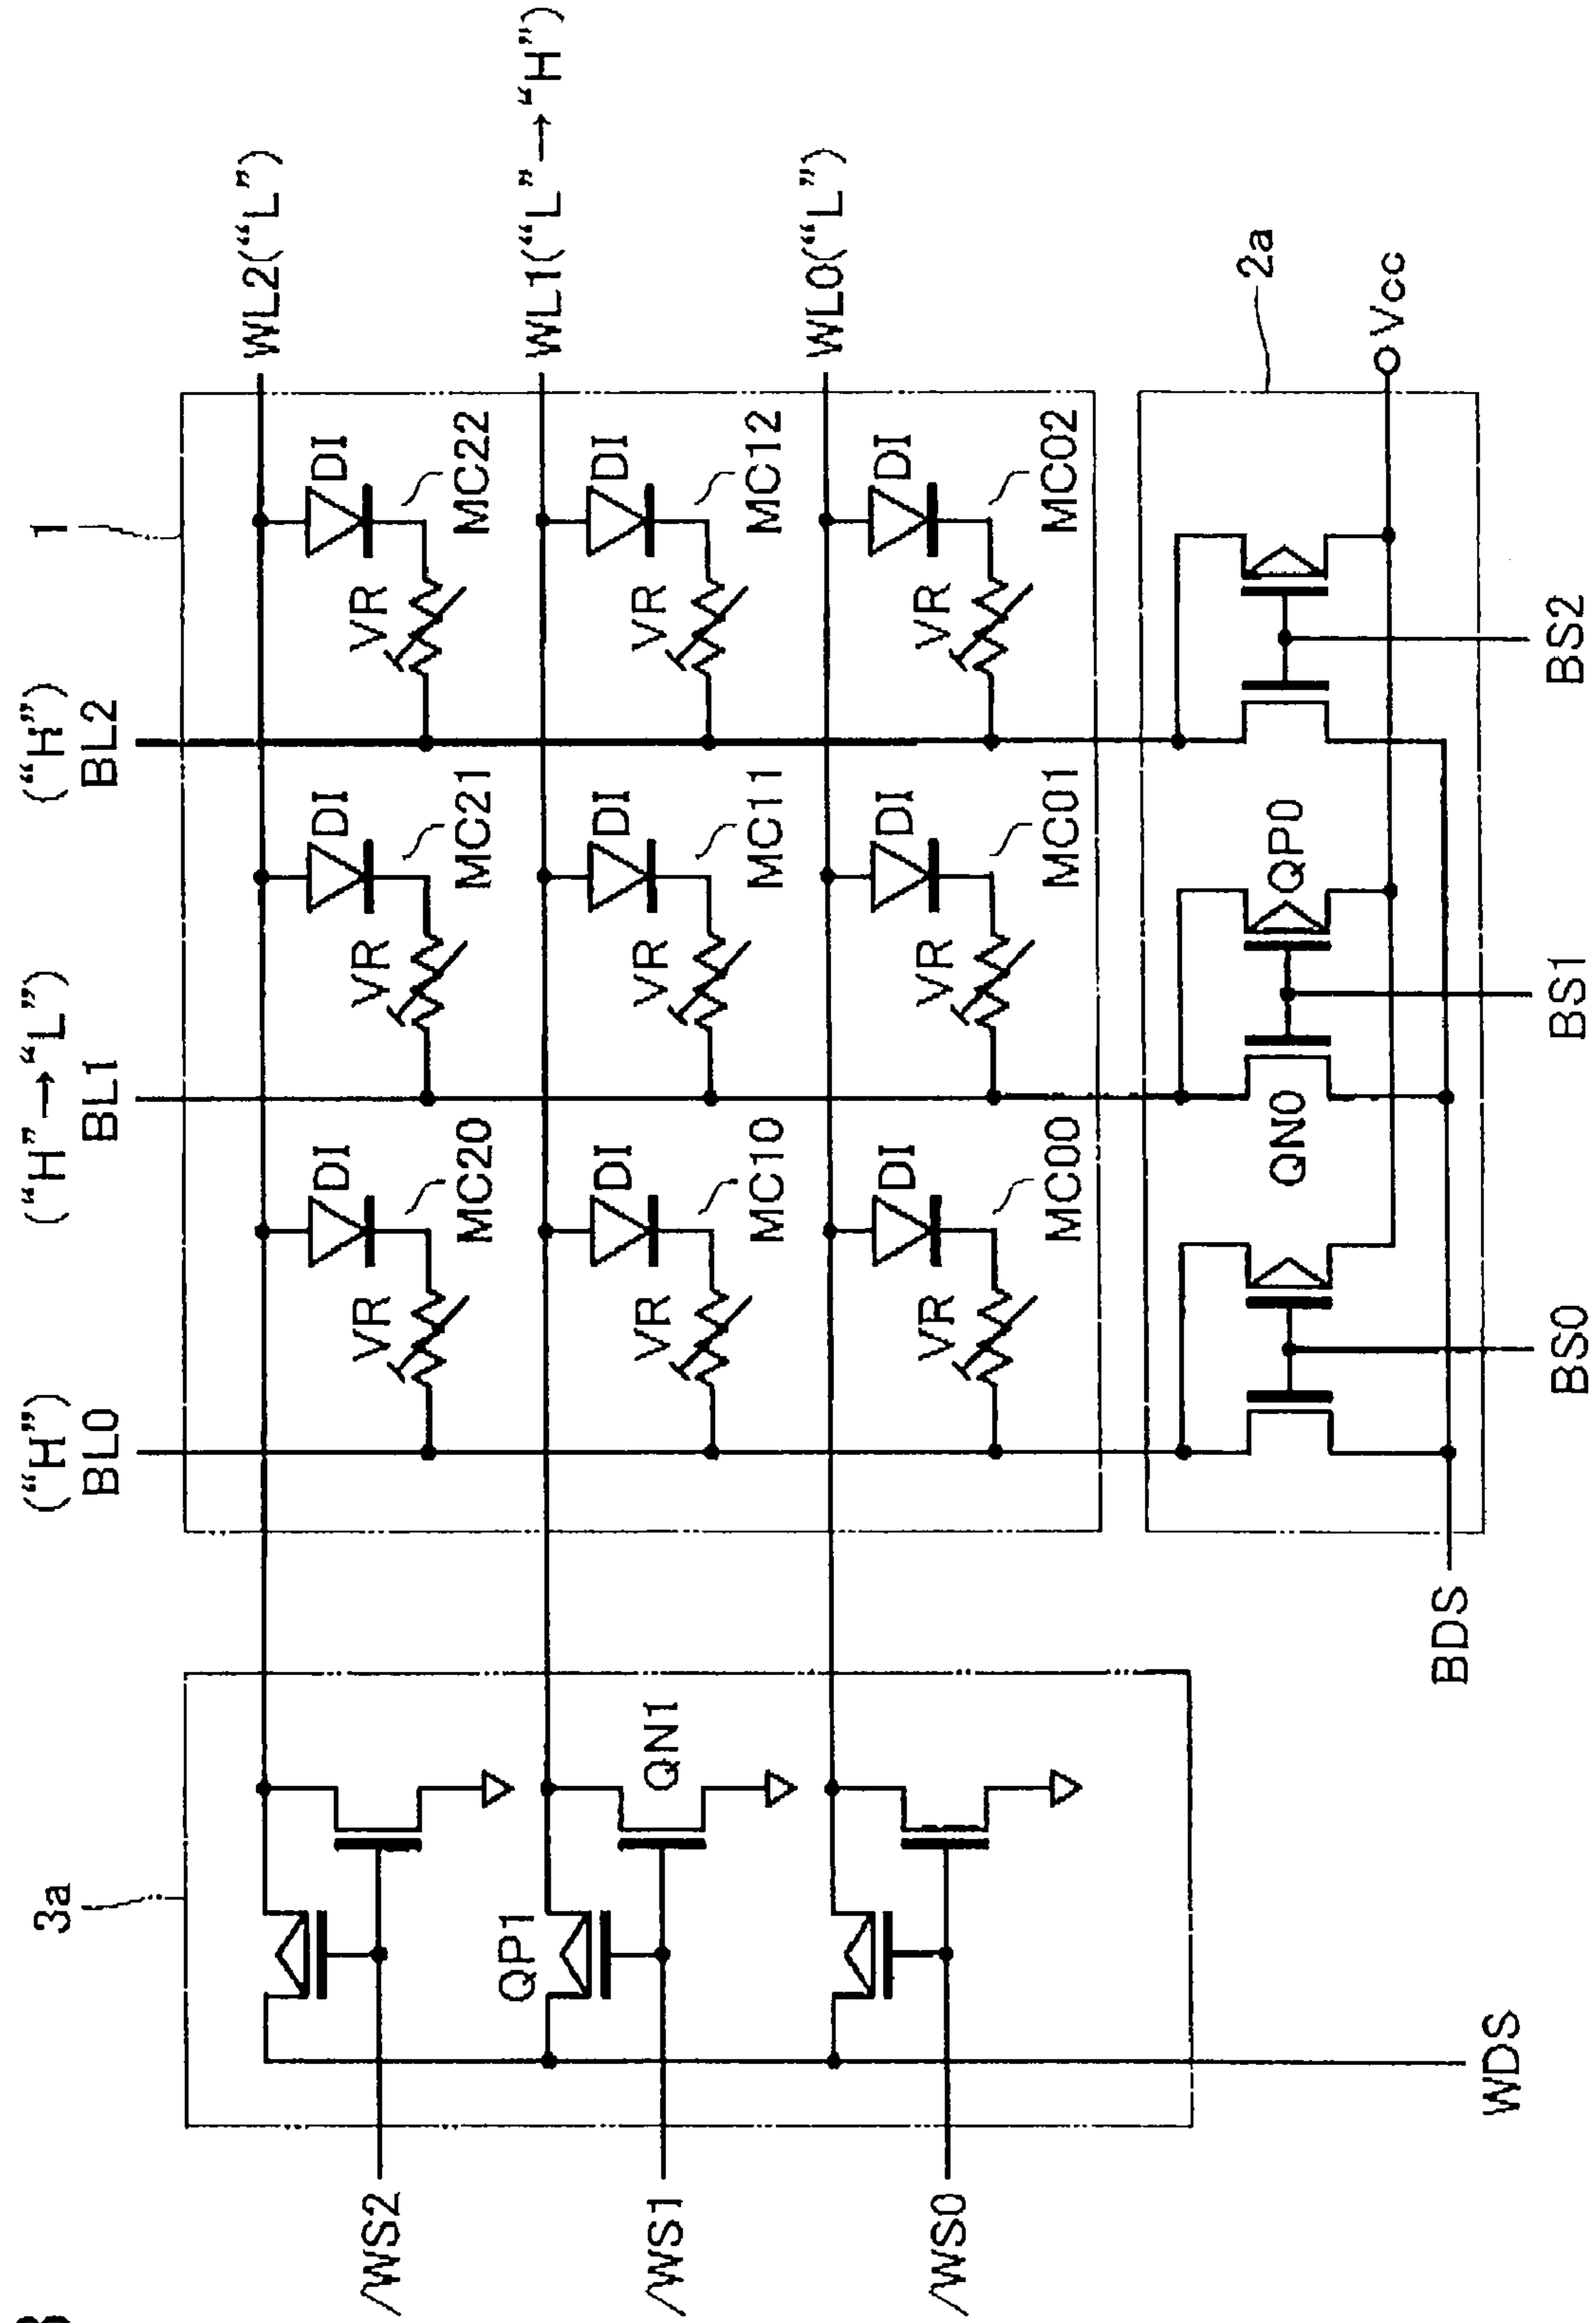 1
3a
("H")
BL0
("H"→"L")
BL1
("H")
BL2
WL2("L")
DI
VR
MC20
DI
VR
MC21
DI
VR
MC22
/WS2
WL1("L"→"H")
QP1
QN1
DI
VR
MC10
DI
VR
MC11
DI
VR
MC12
/WS1
WL0("L")
DI
VR
MC00
DI
VR
MC01
DI
VR
MC02
/WS0
2a
QN0
QP0
Vcc
BDS
WDS
BS0
BS1
BS2